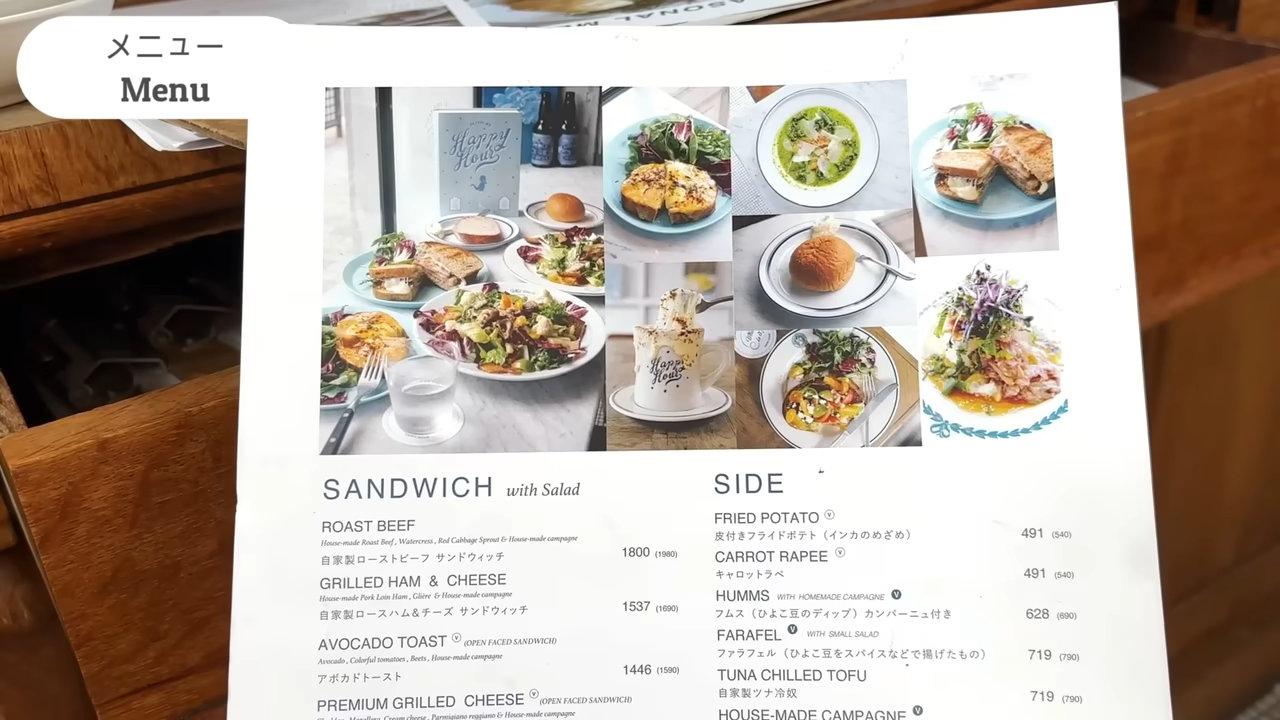 メニュー
Menu
ASONAL ME
Happy
Hour
Happy
Hour
SANDWICH with Salad
ROAST BEEF
House-made Roast Beef , Watercress , Red Cabbage Sprout & House-made campagne
自家製ローストビーフ サンドウィッチ 1800 (1980)
GRILLED HAM & CHEESE
House-made Pork Loin Ham , Glière & House-made campagne
自家製ロースハム&チーズ サンドウィッチ 1537 (1690)
AVOCADO TOAST Ⓥ (OPEN FACED SANDWICH)
Avocado , Colorful tomatoes , Beets , House-made campagne
アボカドトースト 1446 (1590)
PREMIUM GRILLED CHEESE Ⓥ (OPEN FACED SANDWICH)
Cream cheese , Parmigiano reggiano & House-made campagne
SIDE
FRIED POTATO Ⓥ
皮付きフライドポテト（インカのめざめ） 491 (540)
CARROT RAPEE Ⓥ
キャロットラペ 491 (540)
HUMMS WITH HOMEMADE CAMPAGNE Ⓥ
フムス（ひよこ豆のディップ）カンパーニュ付き 628 (690)
FARAFEL Ⓥ WITH SMALL SALAD
ファラフェル（ひよこ豆をスパイスなどで揚げたもの） 719 (790)
TUNA CHILLED TOFU
自家製ツナ冷奴 719 (790)
HOUSE-MADE CAMPAGNE Ⓥ